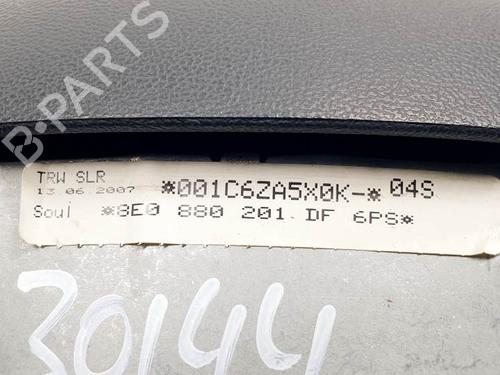 B-PARTS
TRW SLR
13 06 2007 *001C6ZA5X0K-* 04S
Soul *8E0 880 201 DF 6PS*
30144